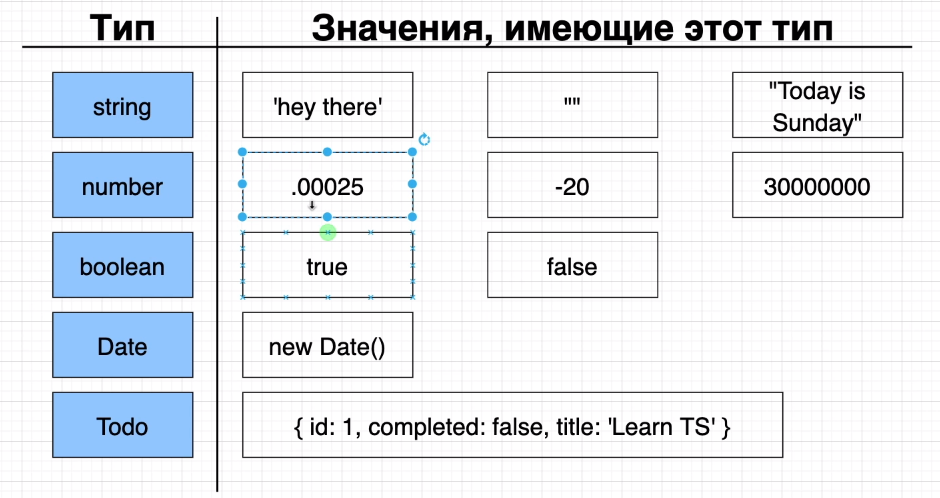 Тип
Значения, имеющие этот тип
string
'hey there'
""
"Today is
Sunday"
number
.00025
-20
30000000
boolean
true
false
Date
new Date()
Todo
{ id: 1, completed: false, title: 'Learn TS' }